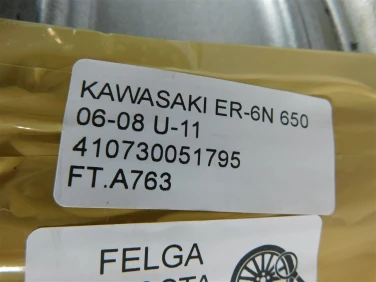 KAWASAKI ER-6N 650
06-08 U-11
410730051795
FT.A763
FELGA